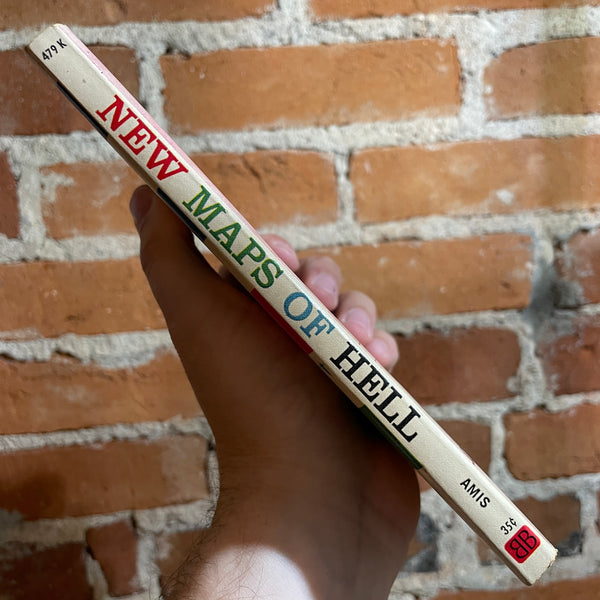 479 K
NEW MAPS OF HELL
AMIS
35¢
BB